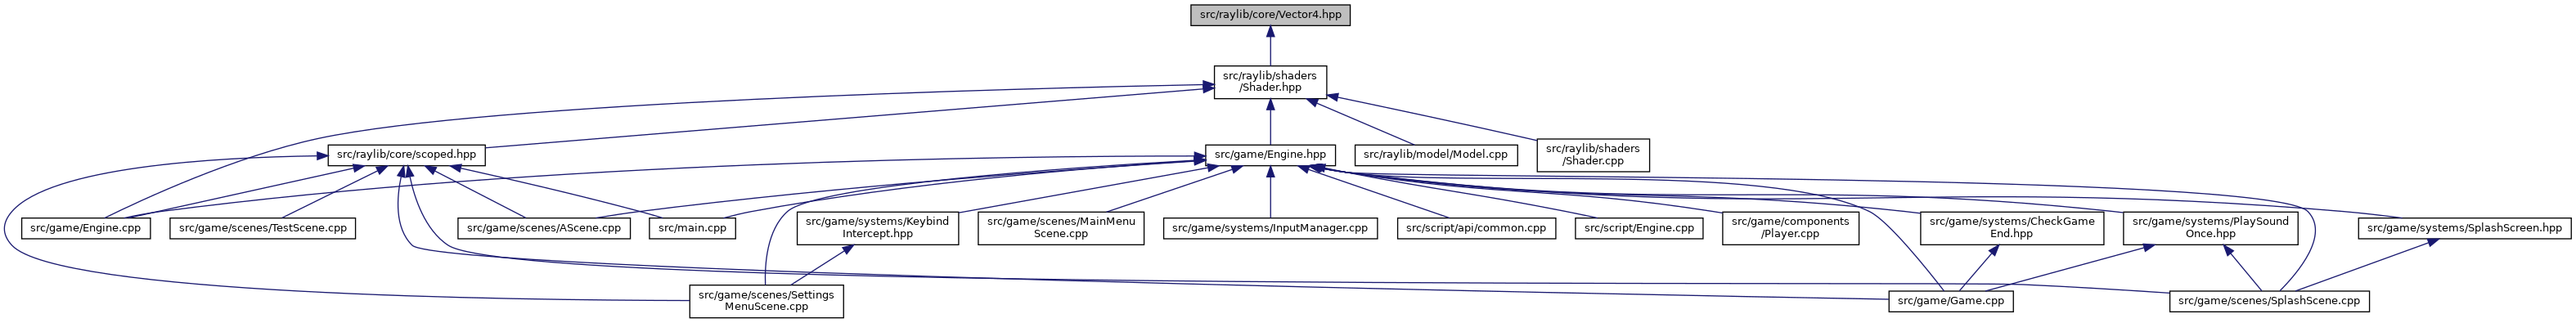 src/raylib/core/Vector4.hpp
src/raylib/shaders
/Shader.hpp
src/raylib/core/scoped.hpp
src/game/Engine.hpp
src/raylib/model/Model.cpp
src/raylib/shaders
/Shader.cpp
src/game/Engine.cpp
src/game/scenes/TestScene.cpp
src/game/scenes/AScene.cpp
src/main.cpp
src/game/systems/Keybind
Intercept.hpp
src/game/scenes/MainMenu
Scene.cpp
src/game/systems/InputManager.cpp
src/script/api/common.cpp
src/script/Engine.cpp
src/game/components
/Player.cpp
src/game/systems/CheckGame
End.hpp
src/game/systems/PlaySound
Once.hpp
src/game/systems/SplashScreen.hpp
src/game/scenes/Settings
MenuScene.cpp
src/game/Game.cpp
src/game/scenes/SplashScene.cpp